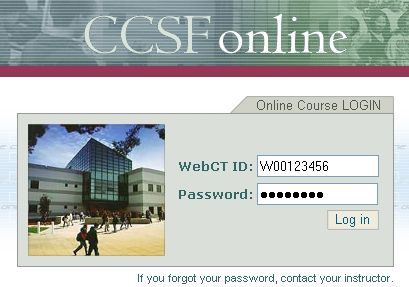 CCSF online
Online Course LOGIN
WebCT ID: W00123456
Password: ●●●●●●●●
Log in
If you forgot your password, contact your instructor.